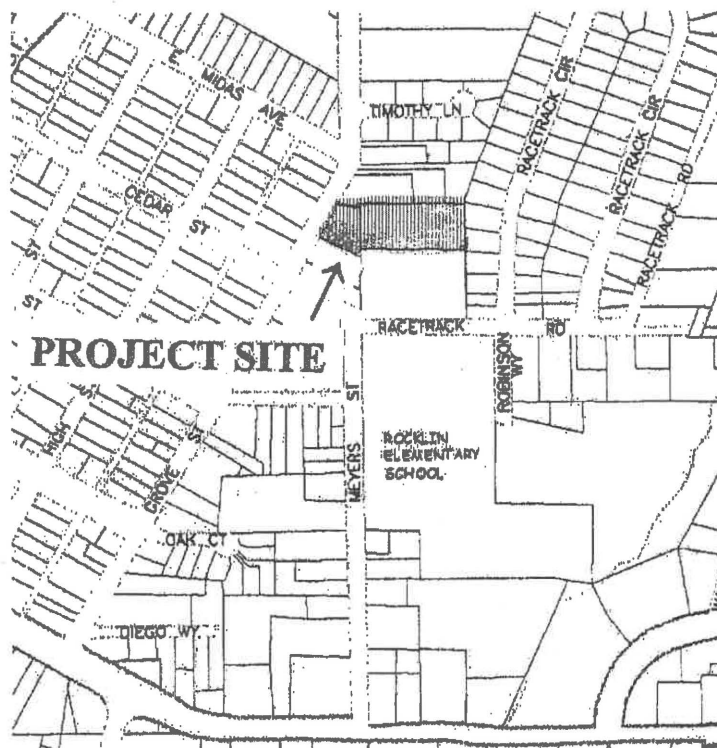 E. MIDAS AVE
TIMOTHY LN
RACETRACK CIR
RACETRACK CIR
RACETRACK RD
CEDAR ST
ST
ST
RACETRACK RD
PROJECT SITE
ROBINSON WY
HIGH ST
GROVE ST
MEYERS ST
ROCKLIN
ELEMENTARY
SCHOOL
OAK CT
DIEGO WY.